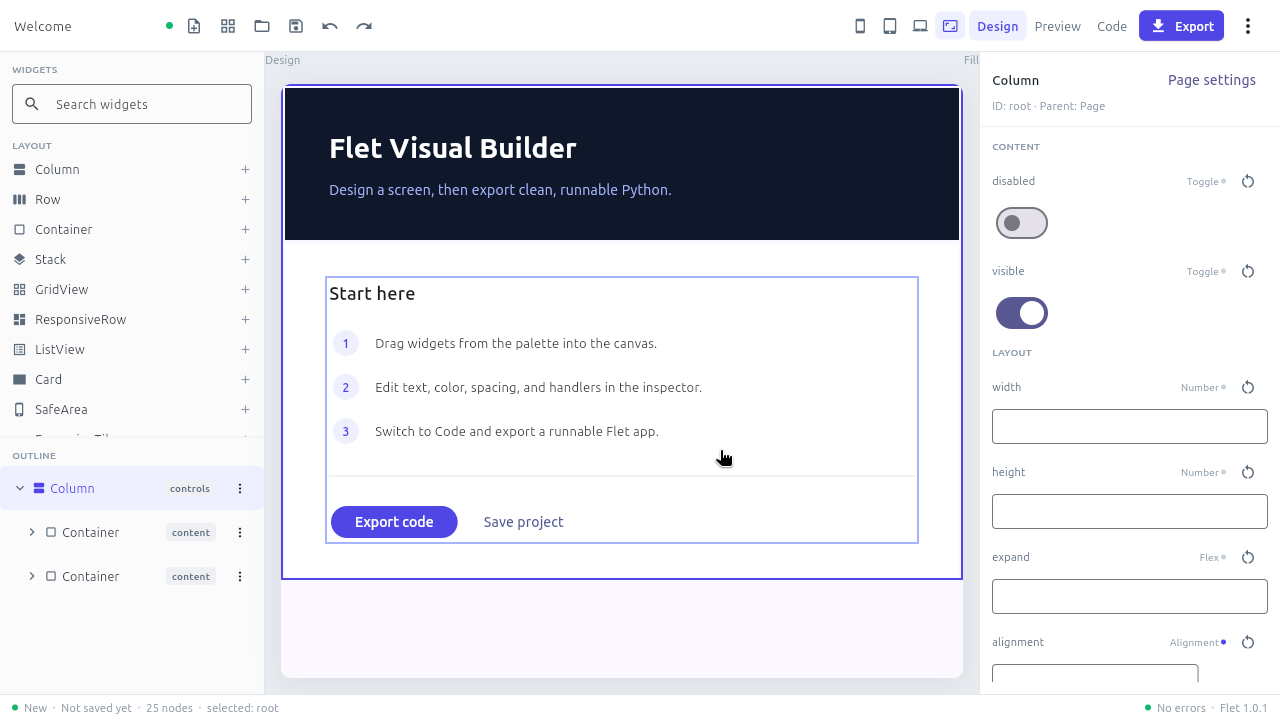 Welcome
Design
Preview
Code
Export
WIDGETS
Search widgets
LAYOUT
Column
Row
Container
Stack
GridView
ResponsiveRow
ListView
Card
SafeArea
OUTLINE
Column controls
Container content
Container content
Design
Fill
Flet Visual Builder
Design a screen, then export clean, runnable Python.
Start here
1 Drag widgets from the palette into the canvas.
2 Edit text, color, spacing, and handlers in the inspector.
3 Switch to Code and export a runnable Flet app.
Export code
Save project
Column
Page settings
ID: root · Parent: Page
CONTENT
disabled Toggle
visible Toggle
LAYOUT
width Number
height Number
expand Flex
alignment Alignment
New · Not saved yet · 25 nodes · selected: root
No errors · Flet 1.0.1